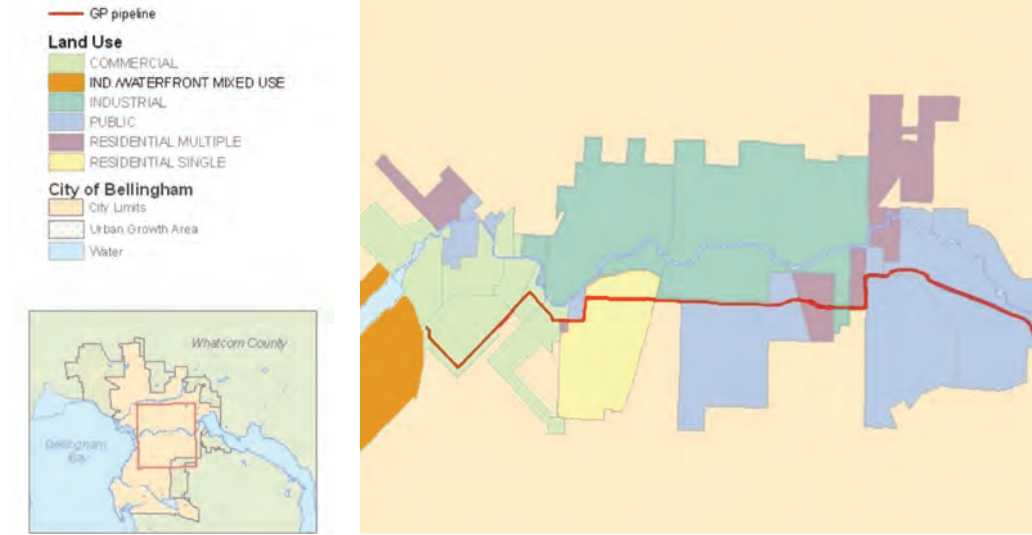 GP pipeline
Land Use
COMMERCIAL
IND./WATERFRONT MIXED USE
INDUSTRIAL
PUBLIC
RESIDENTIAL MULTIPLE
RESIDENTIAL SINGLE
City of Bellingham
City Limits
Urban Growth Area
Water
Whatcom County
Bellingham
Bay